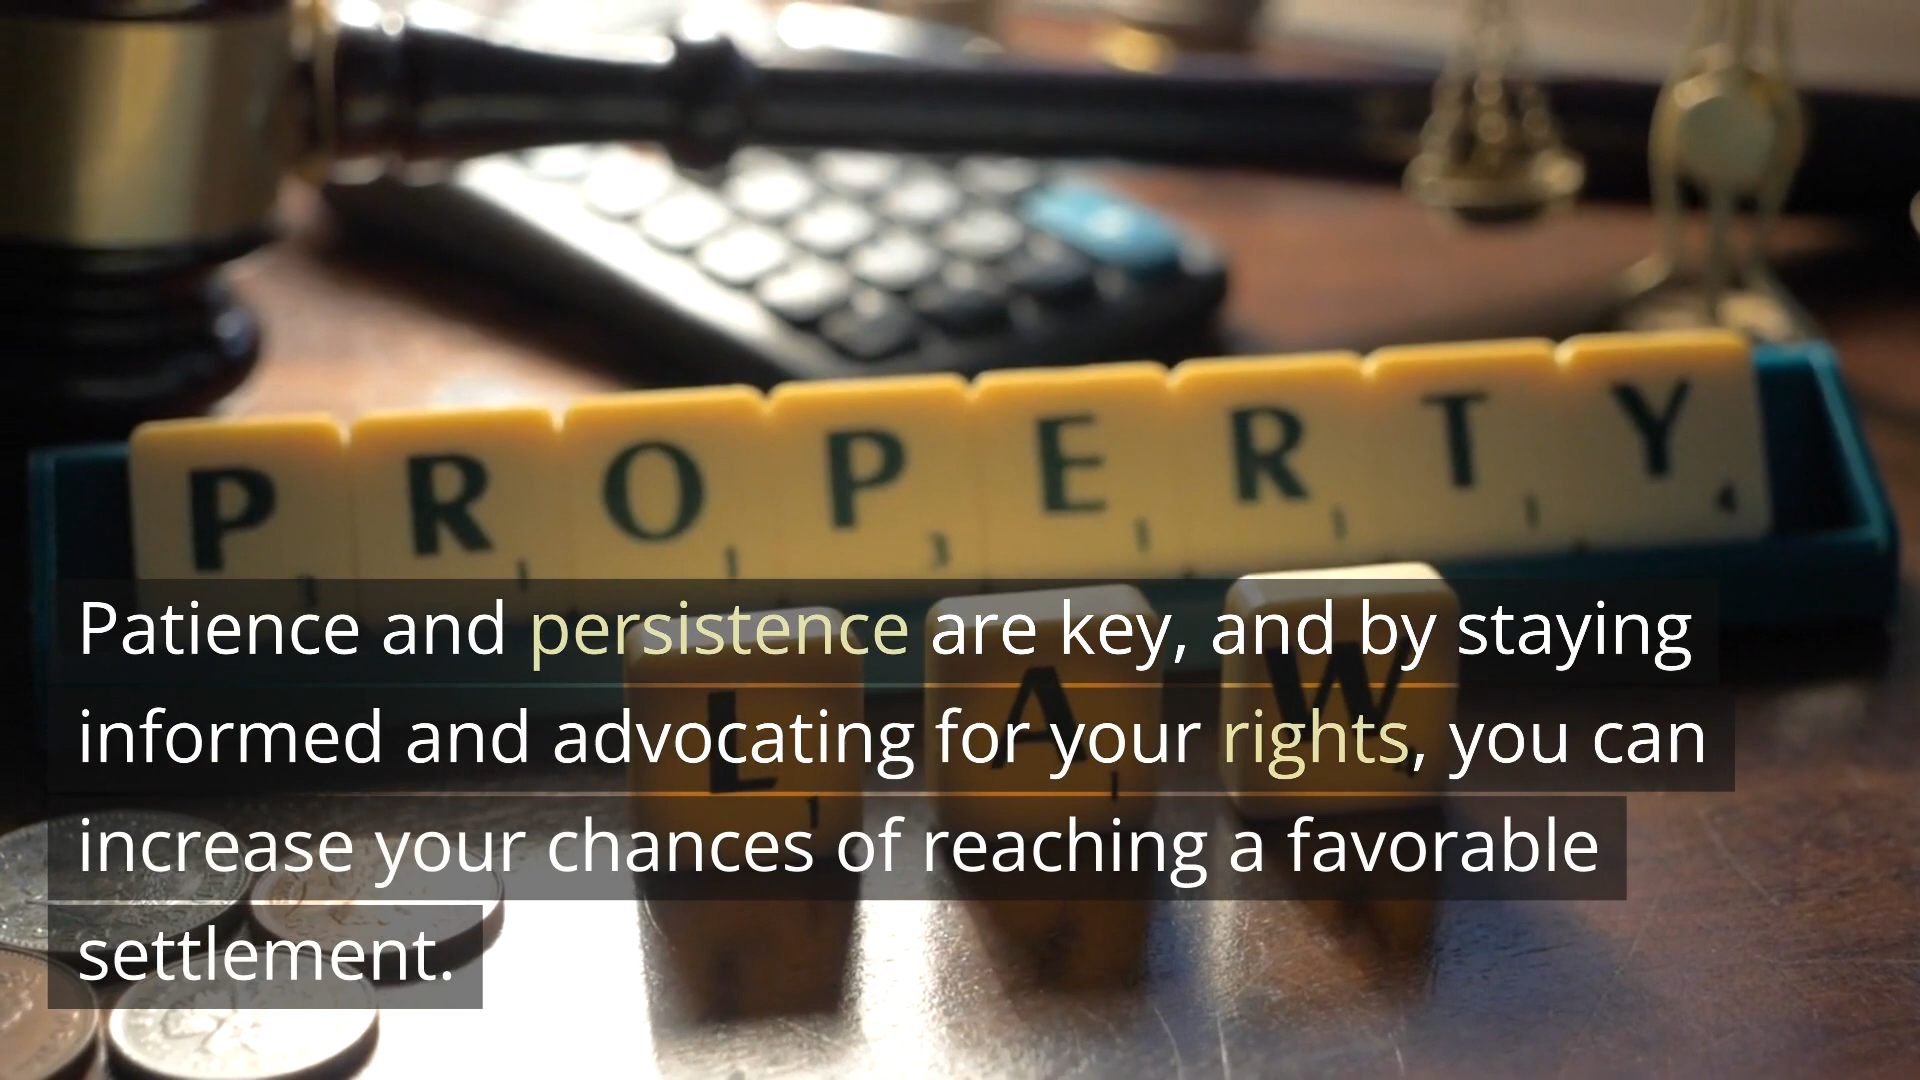 PROPERTY
LAW
Patience and persistence are key, and by staying
informed and advocating for your rights, you can
increase your chances of reaching a favorable
settlement.